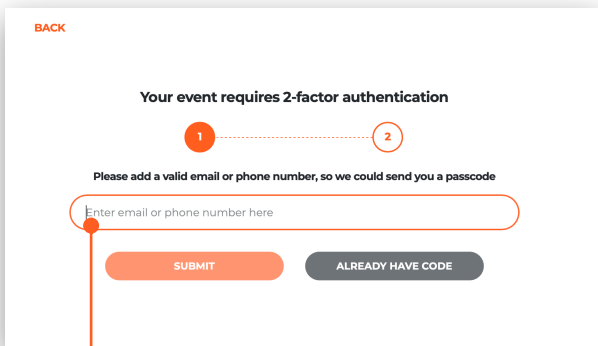 BACK
Your event requires 2-factor authentication
1 2
Please add a valid email or phone number, so we could send you a passcode
Enter email or phone number here
SUBMIT ALREADY HAVE CODE